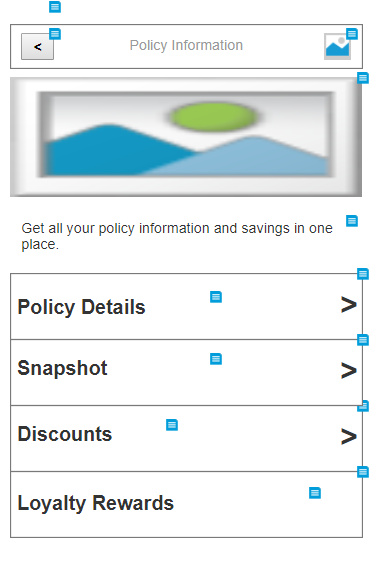 <
Policy Information
Get all your policy information and savings in one
place.
Policy Details
>
Snapshot
>
Discounts
>
Loyalty Rewards